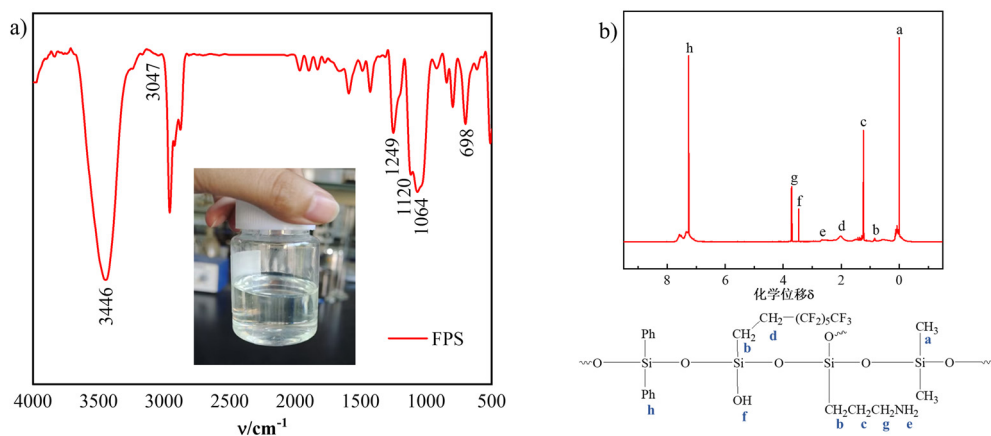 a)
3047
3446
1249
1120
1064
698
FPS
4000 3500 3000 2500 2000 1500 1000 500
ν/cm⁻¹
b)
a
h
c
g
f
e
d
b
8 6 4 2 0
化学位移δ
CH₂—(CF₂)₅CF₃
d
Ph
CH₂
b
O
CH₃
a
O Si O Si O Si O Si O
Ph
h
OH
f
CH₃
CH₂CH₂CH₂NH₂
b c g e